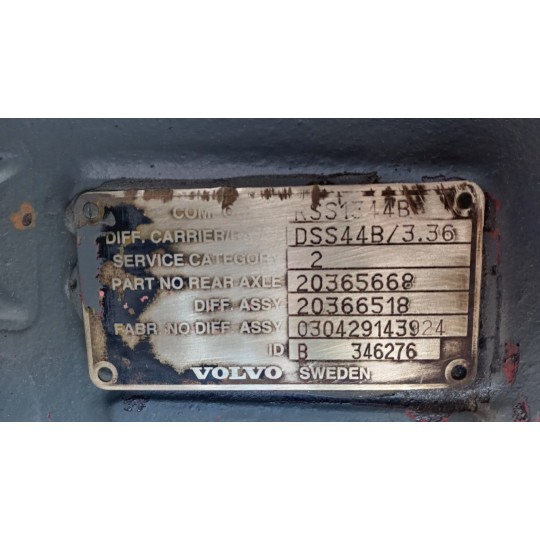 RSS1344B
DIFF. CARRIER/ DSS44B/3.36
SERVICE CATEGORY 2
PART NO REAR AXLE 20365668
DIFF. ASSY 20366518
FABR. NO DIFF. ASSY 030429143924
ID B 346276
VOLVO SWEDEN